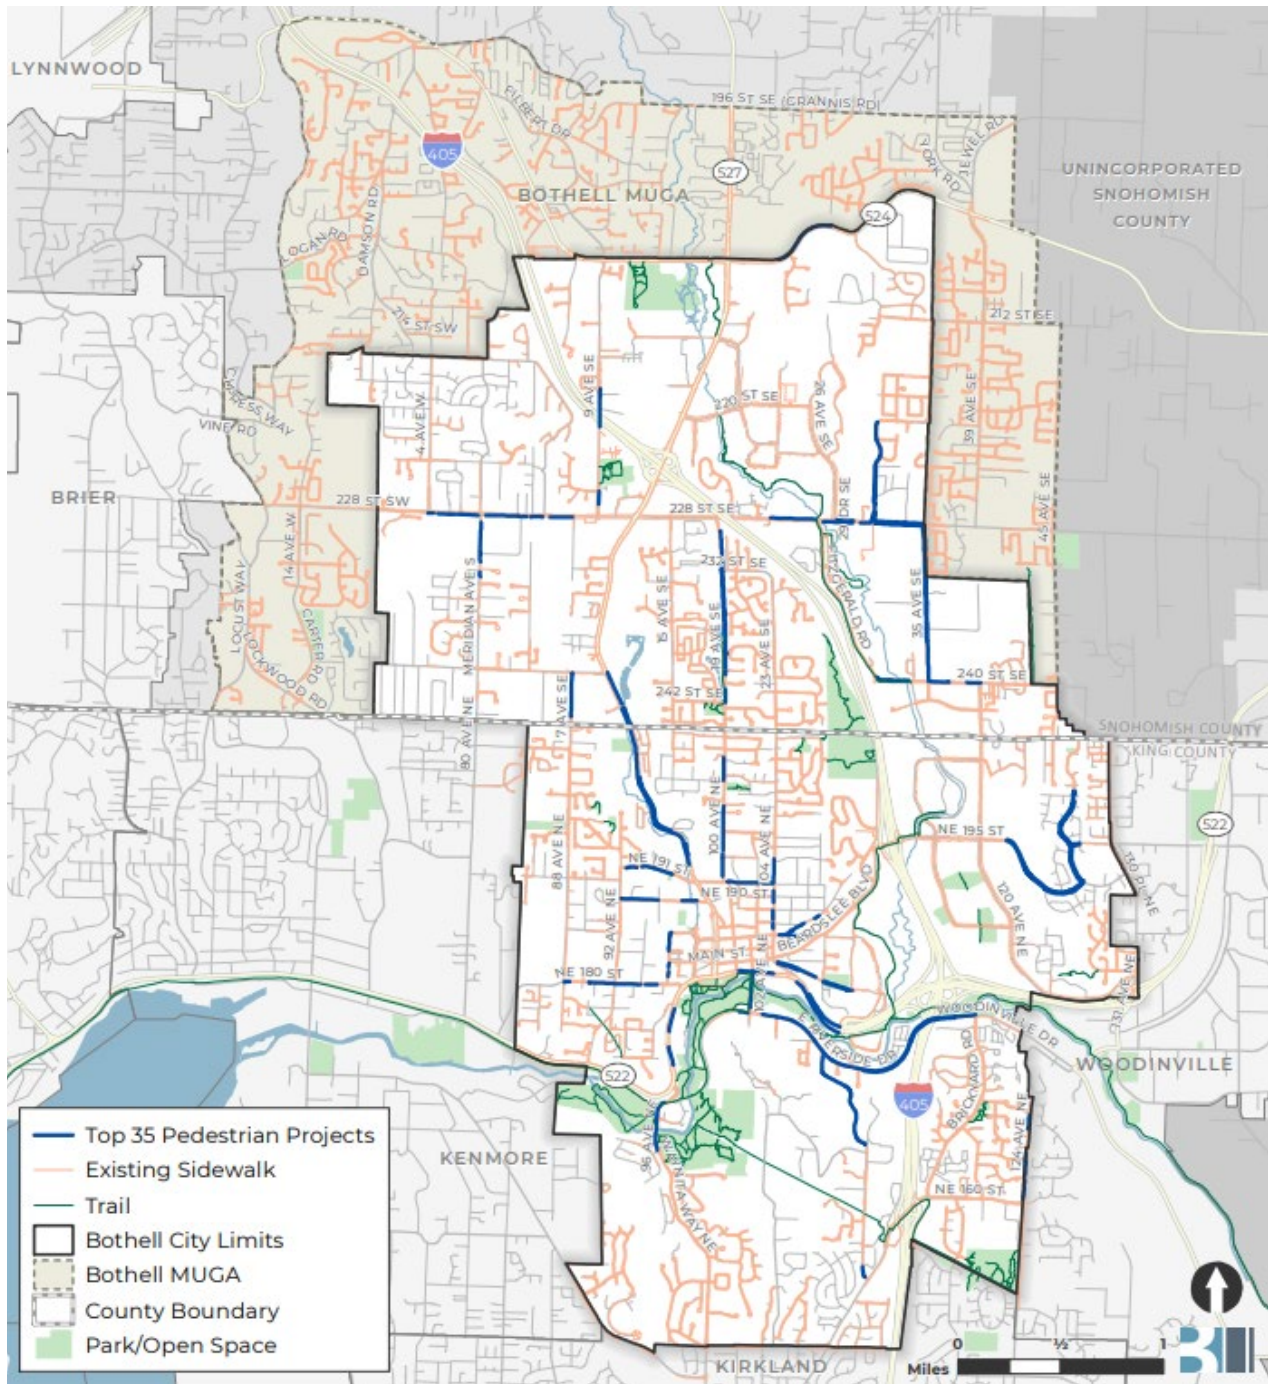 LYNNWOOD
FILBERT DR
196 ST SE (GRANNIS RD)
405
527
YORK RD
JEWEL RD
UNINCORPORATED
SNOHOMISH
COUNTY
BOTHELL MUGA
524
LOGAN RD
DAMSON RD
214 ST SW
212 ST SE
CYPRESS WAY
VINE RD
4 AVE W
9 AVE SE
220 ST SE
26 AVE SE
39 AVE SE
BRIER
228 ST SW
228 ST SE
29 DR SE
45 AVE SE
14 AVE W
232 ST SE
LOCUST WAY
LOCKWOOD RD
CARTER RD
MERIDIAN AVE S
15 AVE SE
19 AVE SE
23 AVE SE
FITZGERALD RD
35 AVE SE
240 ST SE
242 ST SE
7 AVE SE
80 AVE NE
SNOHOMISH COUNTY
KING COUNTY
522
88 AVE NE
100 AVE NE
104 AVE NE
NE 195 ST
NE 191 ST
NE 190 ST
92 AVE NE
BEARDSLEE BLVD
120 AVE NE
130 PL NE
MAIN ST
NE 180 ST
102 AVE NE
131 AVE NE
E RIVERSIDE DR
WOODINVILLE DR
WOODINVILLE
522
405
BRICKYARD RD
124 AVE NE
KENMORE
96 AVE NE
JUANITA WAY NE
NE 160 ST
KIRKLAND
Top 35 Pedestrian Projects
Existing Sidewalk
Trail
Bothell City Limits
Bothell MUGA
County Boundary
Park/Open Space
0 ½ 1
Miles